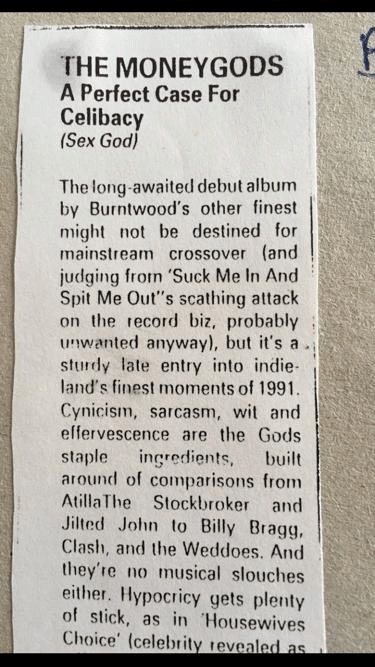 THE MONEYGODS
A Perfect Case For
Celibacy
(Sex God)
The long-awaited debut album
by Burntwood's other finest
might not be destined for
mainstream crossover (and
judging from 'Suck Me In And
Spit Me Out"s scathing attack
on the record biz, probably
unwanted anyway), but it's a
sturdy late entry into indie-
land's finest moments of 1991.
Cynicism, sarcasm, wit and
effervescence are the Gods
staple ingredients, built
around of comparisons from
AtillaThe Stockbroker and
Jilted John to Billy Bragg,
Clash, and the Weddoes. And
they're no musical slouches
either. Hypocricy gets plenty
of stick, as in 'Housewives
Choice' (celebrity revealed as